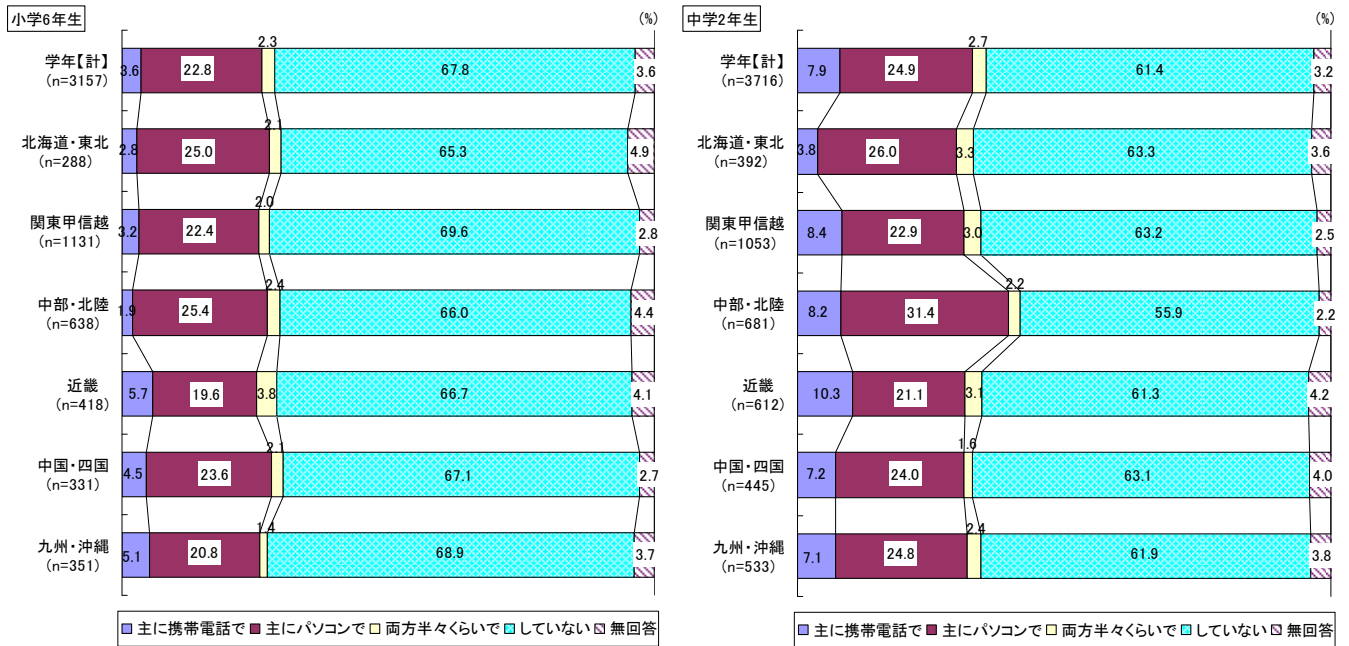 小学6年生
(%)
学年【計】
(n=3157)
3.6
22.8
2.3
67.8
3.6
北海道・東北
(n=288)
2.8
25.0
2.1
65.3
4.9
関東甲信越
(n=1131)
3.2
22.4
2.0
69.6
2.8
中部・北陸
(n=638)
1.9
25.4
2.4
66.0
4.4
近畿
(n=418)
5.7
19.6
3.8
66.7
4.1
中国・四国
(n=331)
4.5
23.6
2.1
67.1
2.7
九州・沖縄
(n=351)
5.1
20.8
1.4
68.9
3.7
主に携帯電話で 主にパソコンで 両方半々くらいで していない 無回答
中学2年生
(%)
学年【計】
(n=3716)
7.9
24.9
2.7
61.4
3.2
北海道・東北
(n=392)
3.8
26.0
3.3
63.3
3.6
関東甲信越
(n=1053)
8.4
22.9
3.0
63.2
2.5
中部・北陸
(n=681)
8.2
31.4
2.2
55.9
2.2
近畿
(n=612)
10.3
21.1
3.1
61.3
4.2
中国・四国
(n=445)
7.2
24.0
1.6
63.1
4.0
九州・沖縄
(n=533)
7.1
24.8
2.4
61.9
3.8
主に携帯電話で 主にパソコンで 両方半々くらいで していない 無回答